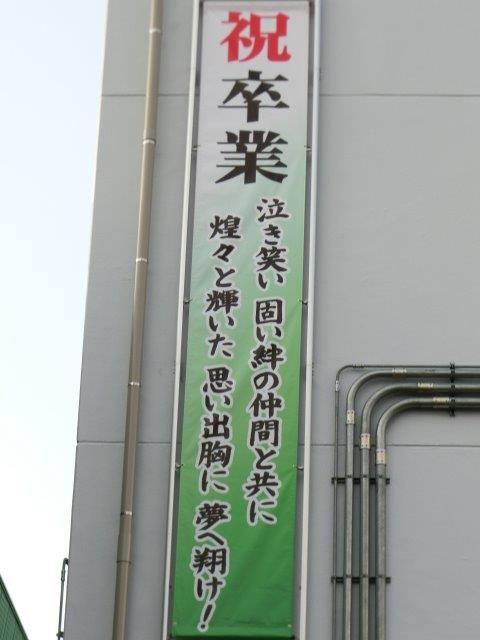 祝卒業
泣き笑い 固い絆の仲間と共に
煌々と輝いた 思い出胸に 夢へ翔け!